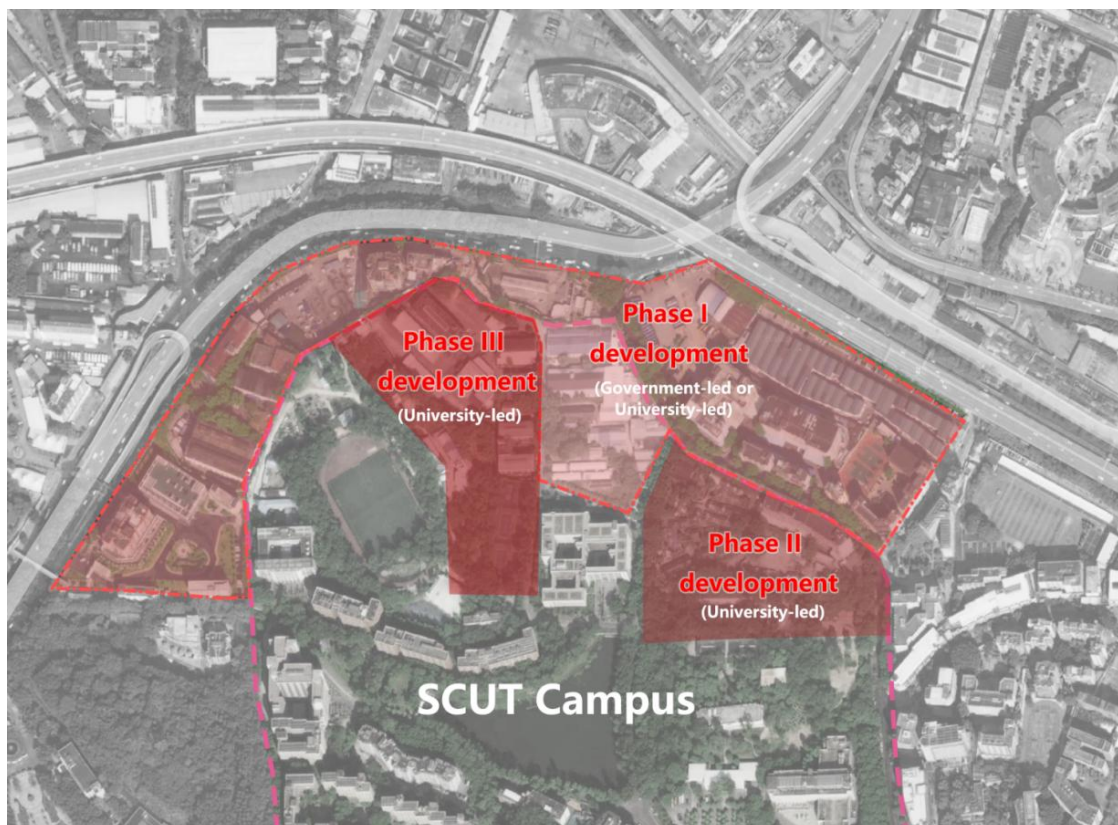 Phase I
development
(Government-led or
University-led)
Phase III
development
(University-led)
Phase II
development
(University-led)
SCUT Campus